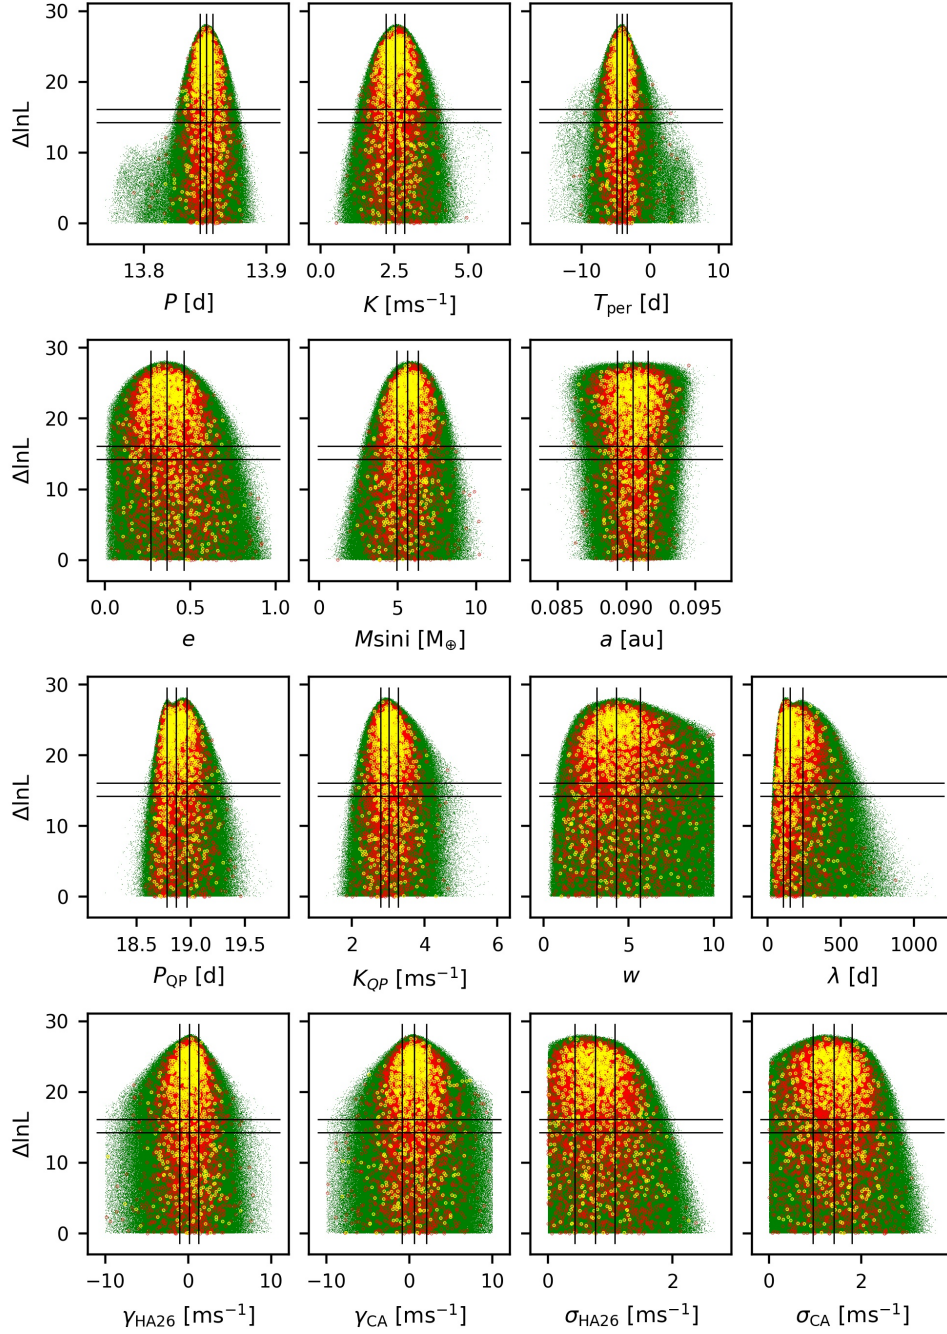 30
20
10
0
ΔlnL
13.8 13.9
0.0 2.5 5.0
−10 0 10
P [d]
K [ms⁻¹]
T_per [d]
30
20
10
0
ΔlnL
0.0 0.5 1.0
0 5 10
0.085 0.090 0.095
e
Msini [M⊕]
a [au]
30
20
10
0
ΔlnL
18.5 19.0 19.5
2 4 6
0 5 10
0 500 1000
P_QP [d]
K_QP [ms⁻¹]
w
λ [d]
30
20
10
0
ΔlnL
−10 0 10
−10 0 10
0 2
0 2
γ_HA26 [ms⁻¹]
γ_CA [ms⁻¹]
σ_HA26 [ms⁻¹]
σ_CA [ms⁻¹]